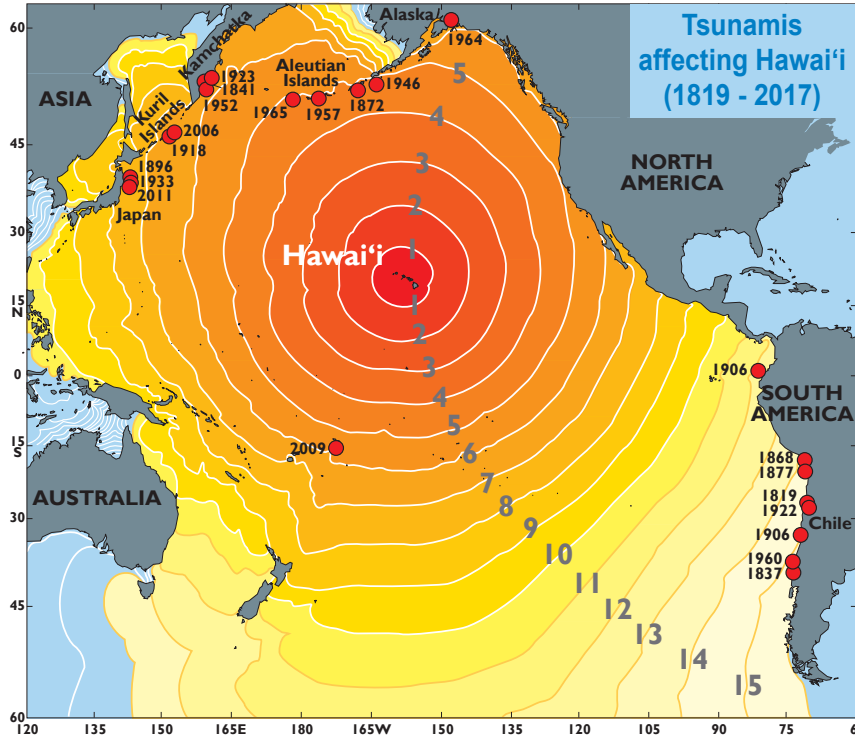 Tsunamis
affecting Hawai‘i
(1819 - 2017)
Alaska
1964
Kamchatka
1923
1841
1952
Aleutian
Islands
1946
1872
1957
1965
ASIA
Kuril
Islands
2006
1918
1896
1933
2011
Japan
NORTH
AMERICA
Hawai‘i
5
4
3
2
1
1
2
3
4
5
6
7
8
9
10
11
12
13
14
15
2009
AUSTRALIA
1906
SOUTH
AMERICA
1868
1877
1819
1922
Chile
1906
1960
1837
60
45
30
15
N
0
15
S
30
45
60
120
135
150
165E
180
165W
150
135
120
105
90
75
6